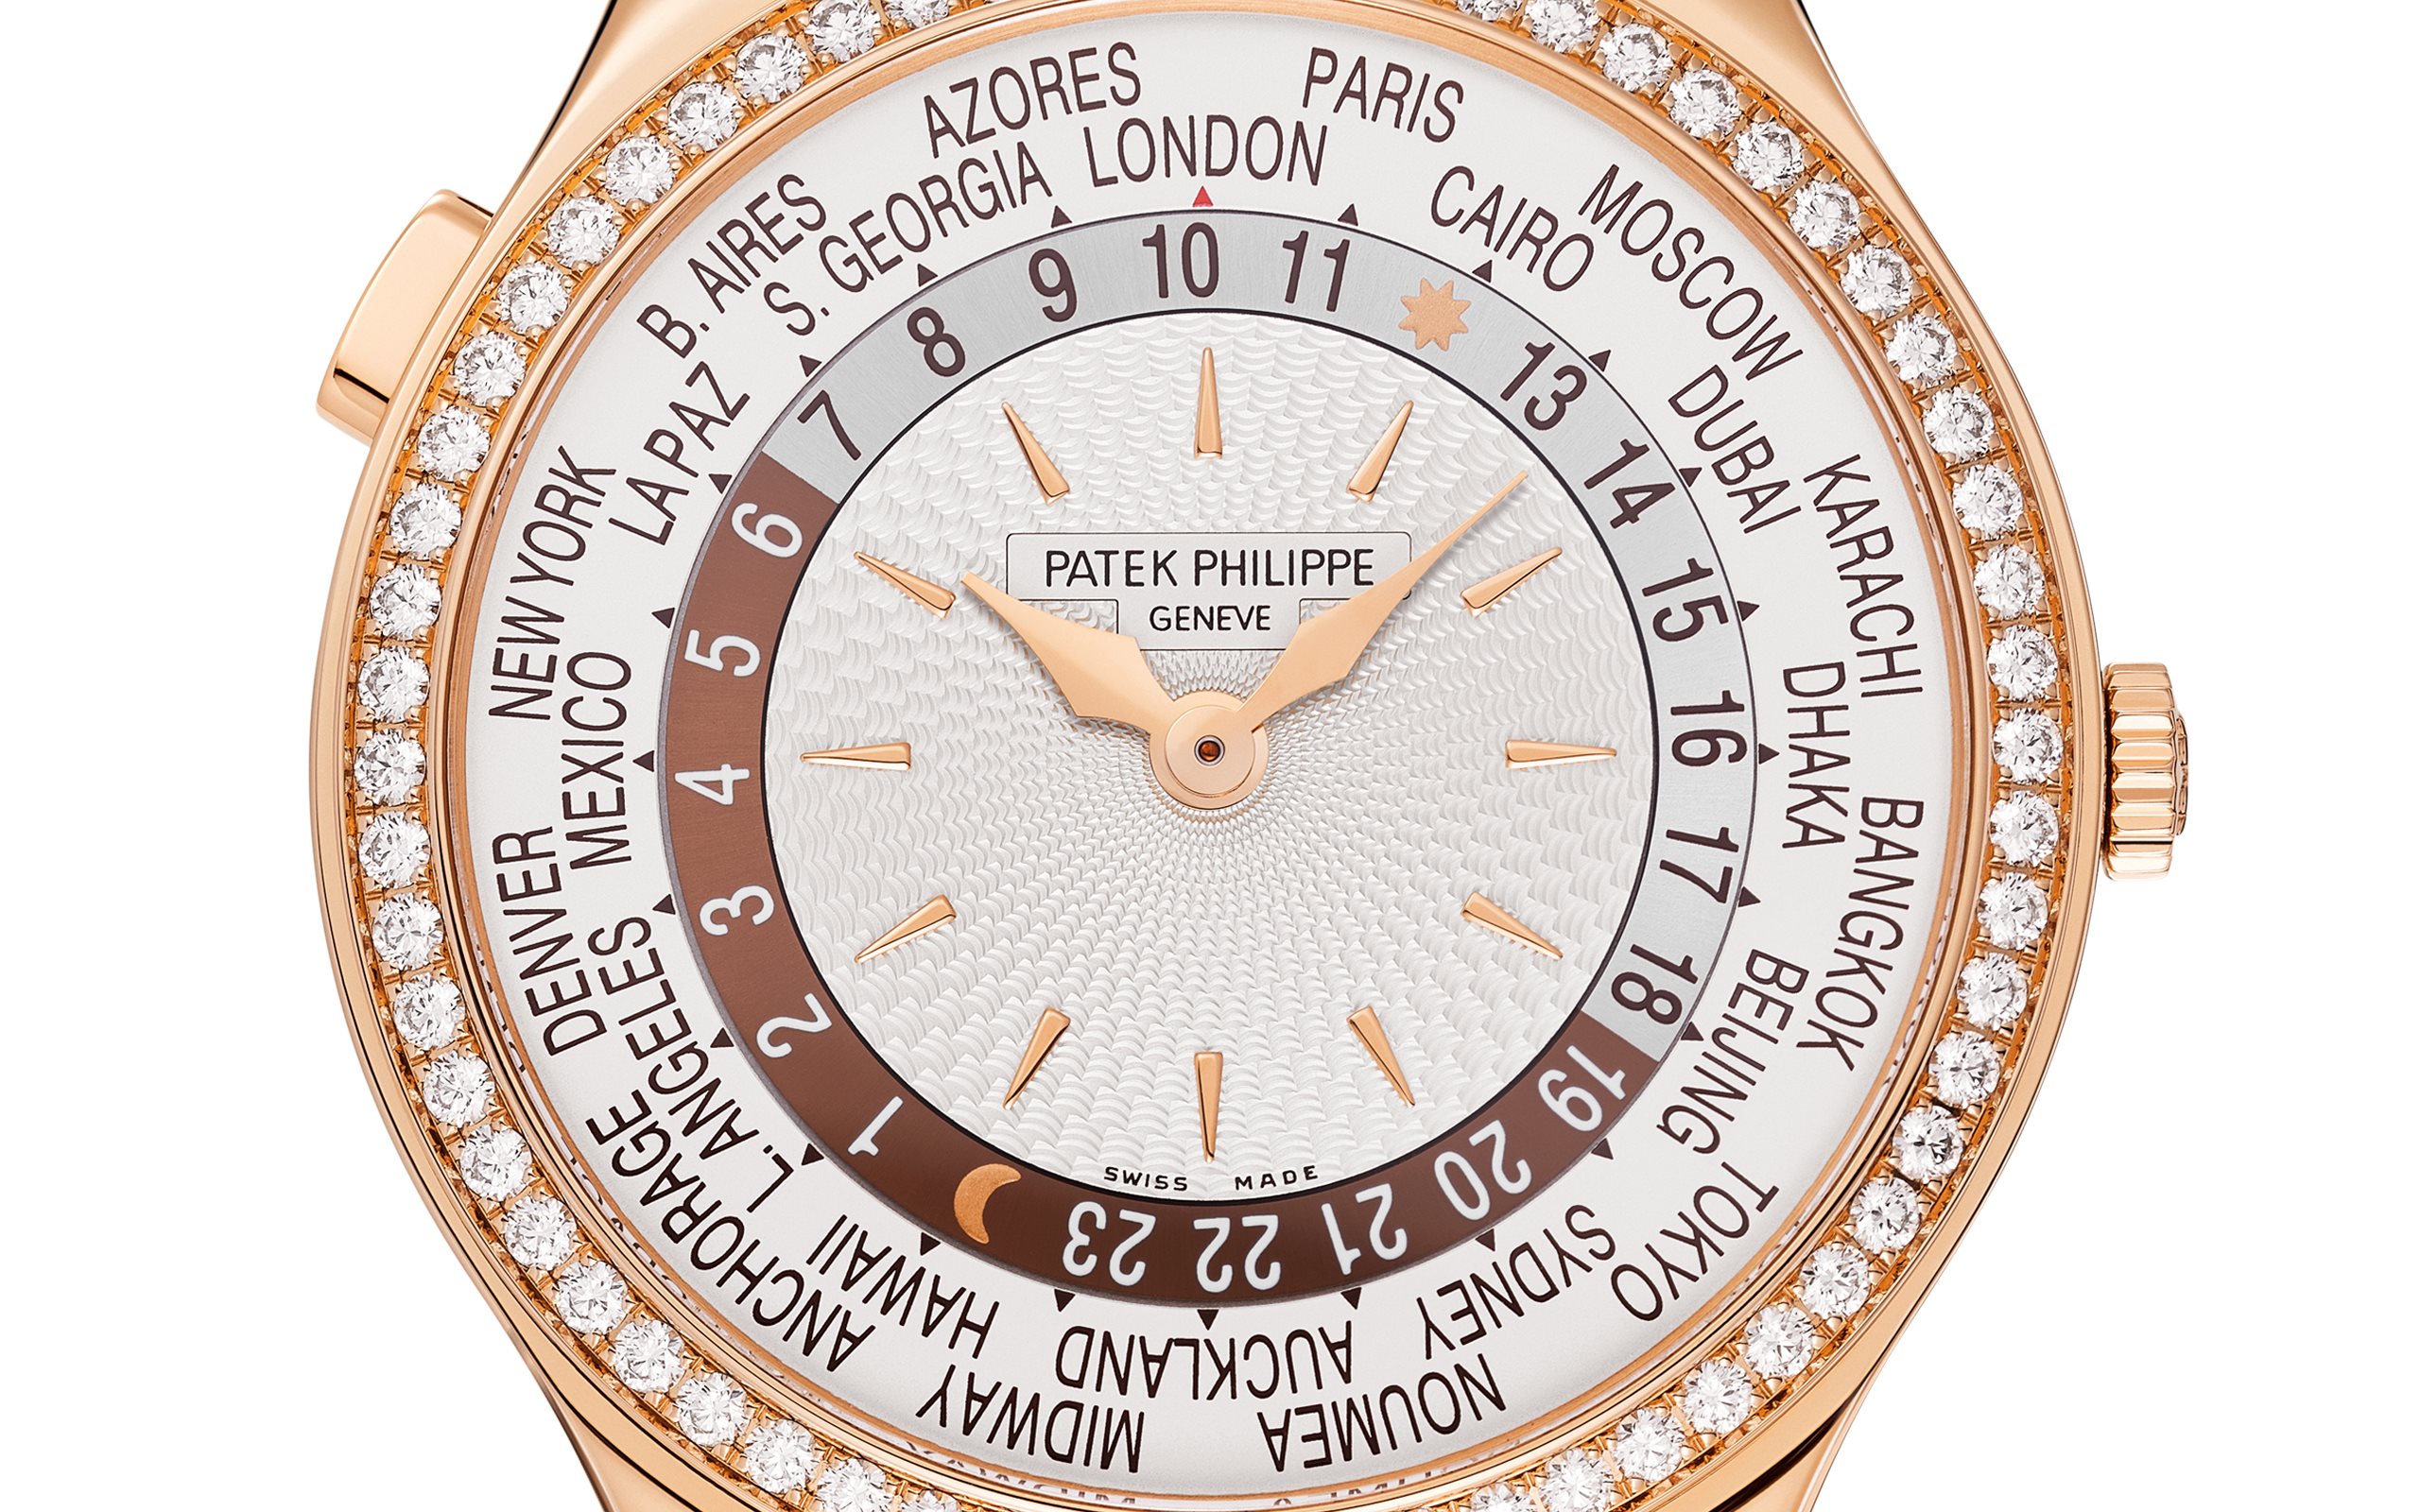 LONDON
PARIS
CAIRO
MOSCOW
DUBAI
KARACHI
DHAKA
BANGKOK
BEIJING
TOKYO
SYDNEY
NOUMEA
AUCKLAND
MIDWAY
HAWAII
ANCHORAGE
L.ANGELES
DENVER
MEXICO
NEW YORK
LA PAZ
B. AIRES
S. GEORGIA
AZORES
10
11
13
14
15
16
17
18
19
20
21
22
23
1
2
3
4
5
6
7
8
9
PATEK PHILIPPE
GENEVE
SWISS MADE